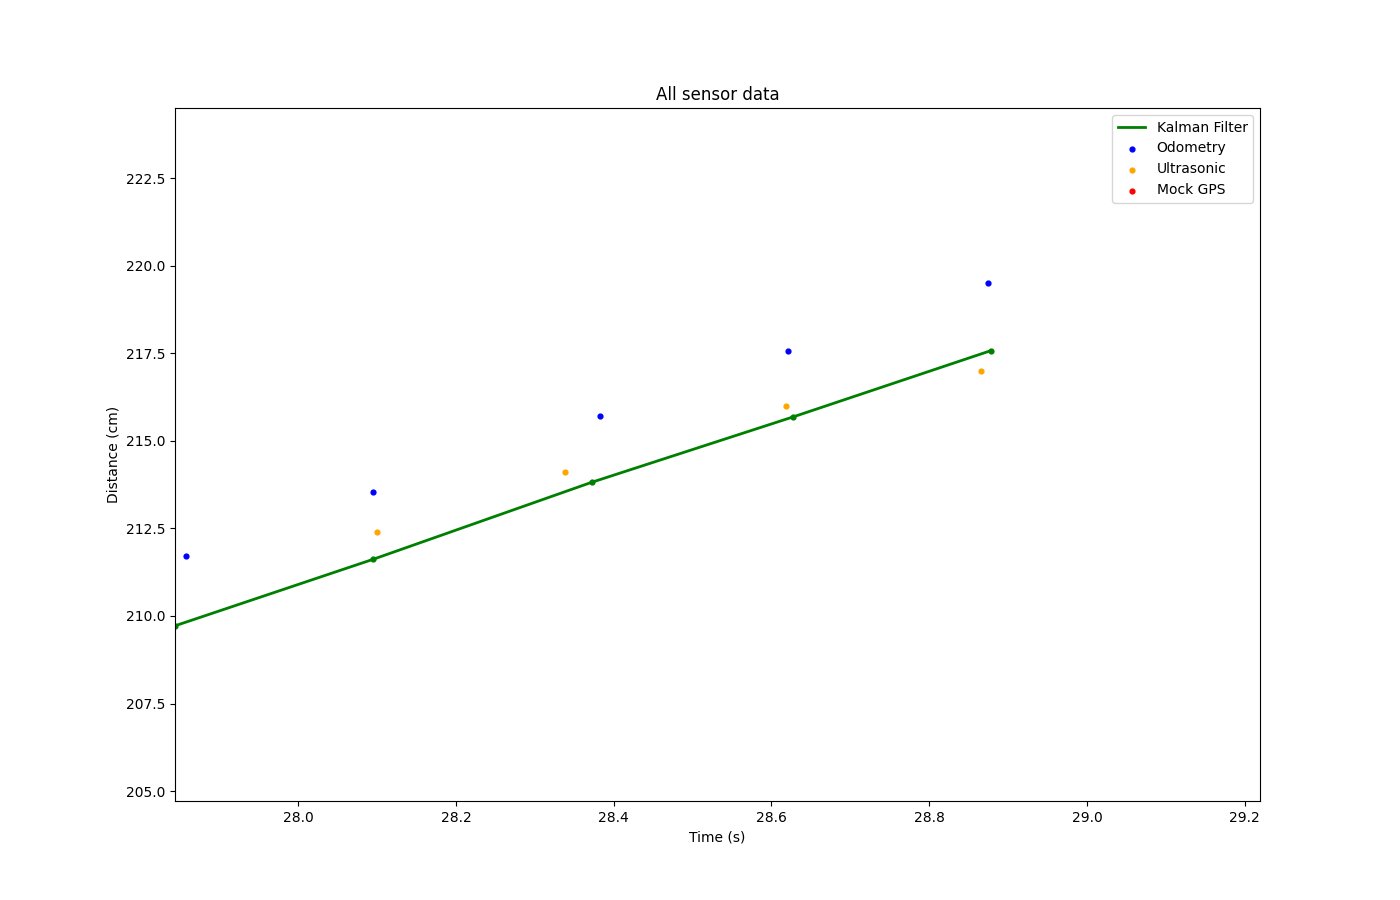 All sensor data
Kalman Filter
Odometry
Ultrasonic
Mock GPS
222.5
220.0
217.5
215.0
212.5
210.0
207.5
205.0
Distance (cm)
28.0 28.2 28.4 28.6 28.8 29.0 29.2
Time (s)